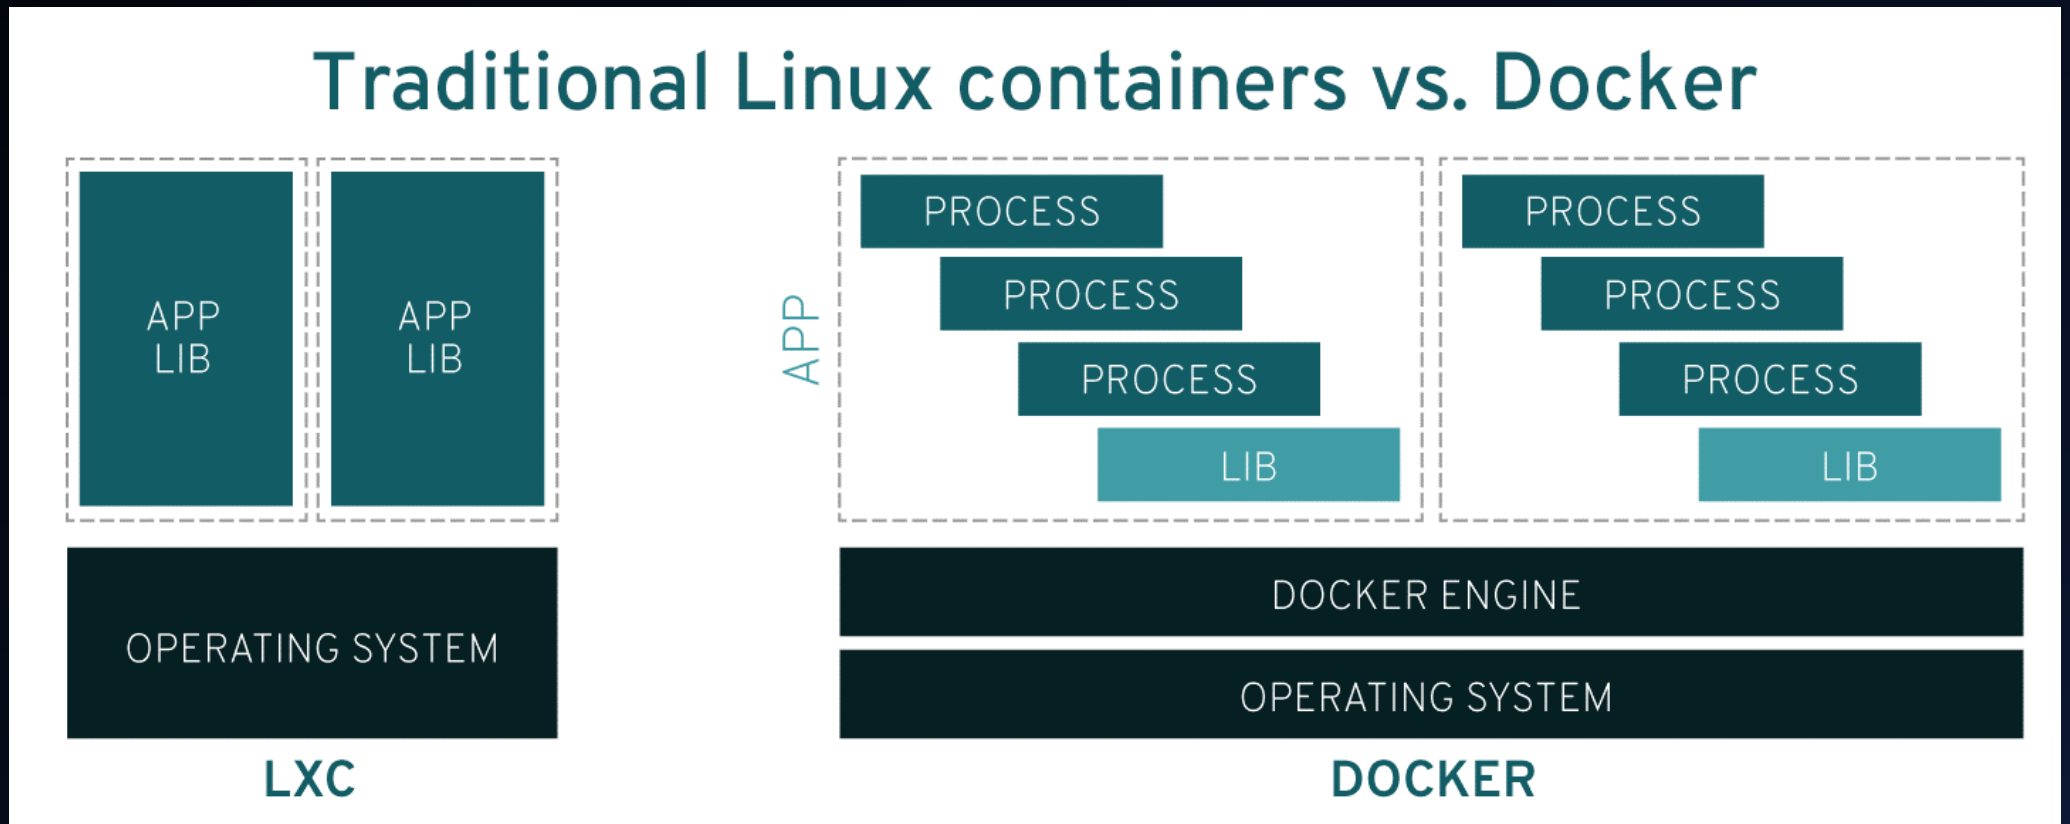 Traditional Linux containers vs. Docker
APP
LIB
APP
LIB
OPERATING SYSTEM
LXC
APP
PROCESS
PROCESS
PROCESS
LIB
PROCESS
PROCESS
PROCESS
LIB
DOCKER ENGINE
OPERATING SYSTEM
DOCKER